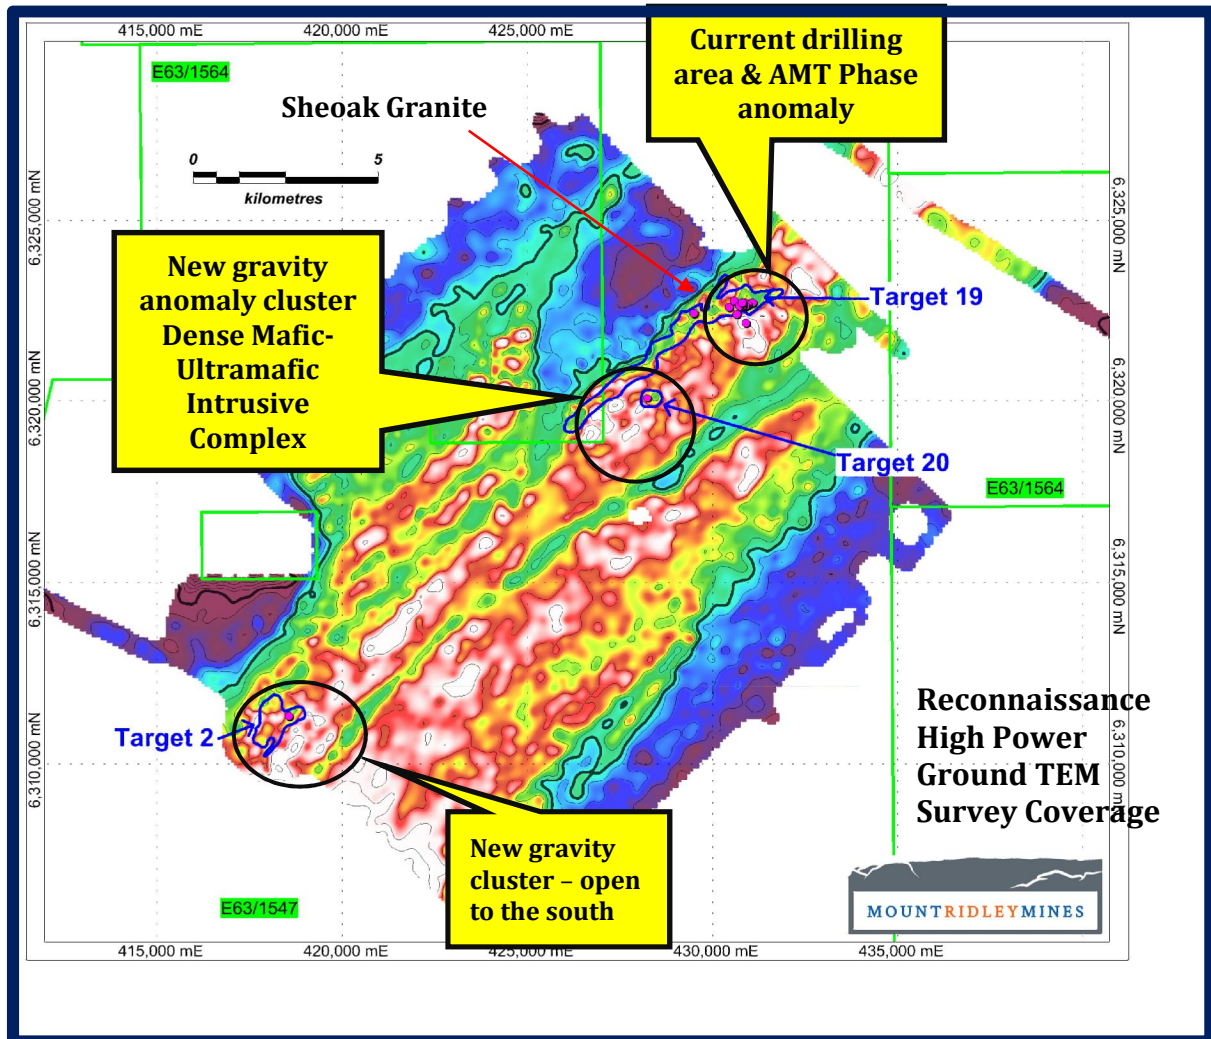 415,000 mE
420,000 mE
425,000 mE
Current drilling
area & AMT Phase
anomaly
E63/1564
Sheoak Granite
0
5
kilometres
6,325,000 mN
6,325,000 mN
New gravity
anomaly cluster
Dense Mafic-
Ultramafic
Intrusive
Complex
Target 19
6,320,000 mN
6,320,000 mN
Target 20
E63/1564
6,315,000 mN
6,315,000 mN
Target 2
6,310,000 mN
6,310,000 mN
Reconnaissance
High Power
Ground TEM
Survey Coverage
New gravity
cluster – open
to the south
E63/1547
MOUNTRIDLEYMINES
415,000 mE
420,000 mE
425,000 mE
430,000 mE
435,000 mE